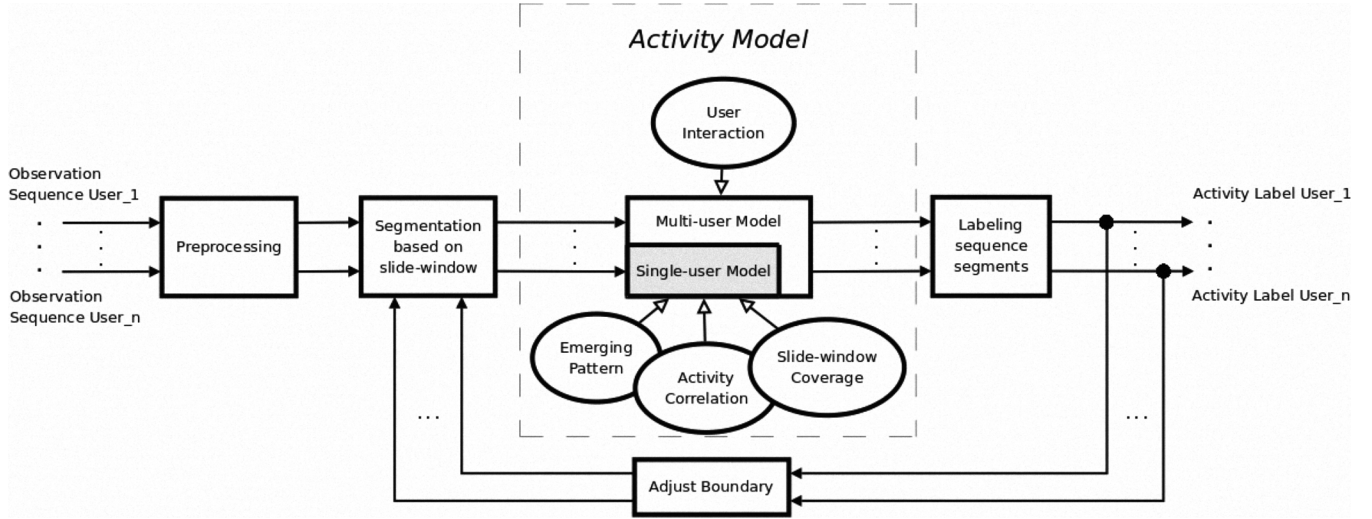 Activity Model
User
Interaction
Observation
Sequence User_1
Observation
Sequence User_n
Preprocessing
Segmentation
based on
slide-window
Multi-user Model
Single-user Model
Labeling
sequence
segments
Activity Label User_1
Activity Label User_n
Emerging
Pattern
Activity
Correlation
Slide-window
Coverage
Adjust Boundary